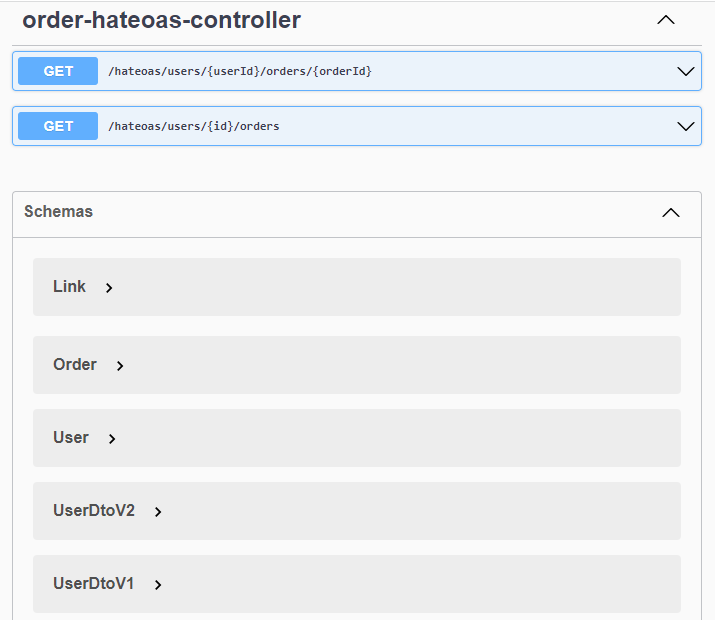 order-hateoas-controller
GET /hateoas/users/{userId}/orders/{orderId}
GET /hateoas/users/{id}/orders
Schemas
Link
Order
User
UserDtoV2
UserDtoV1